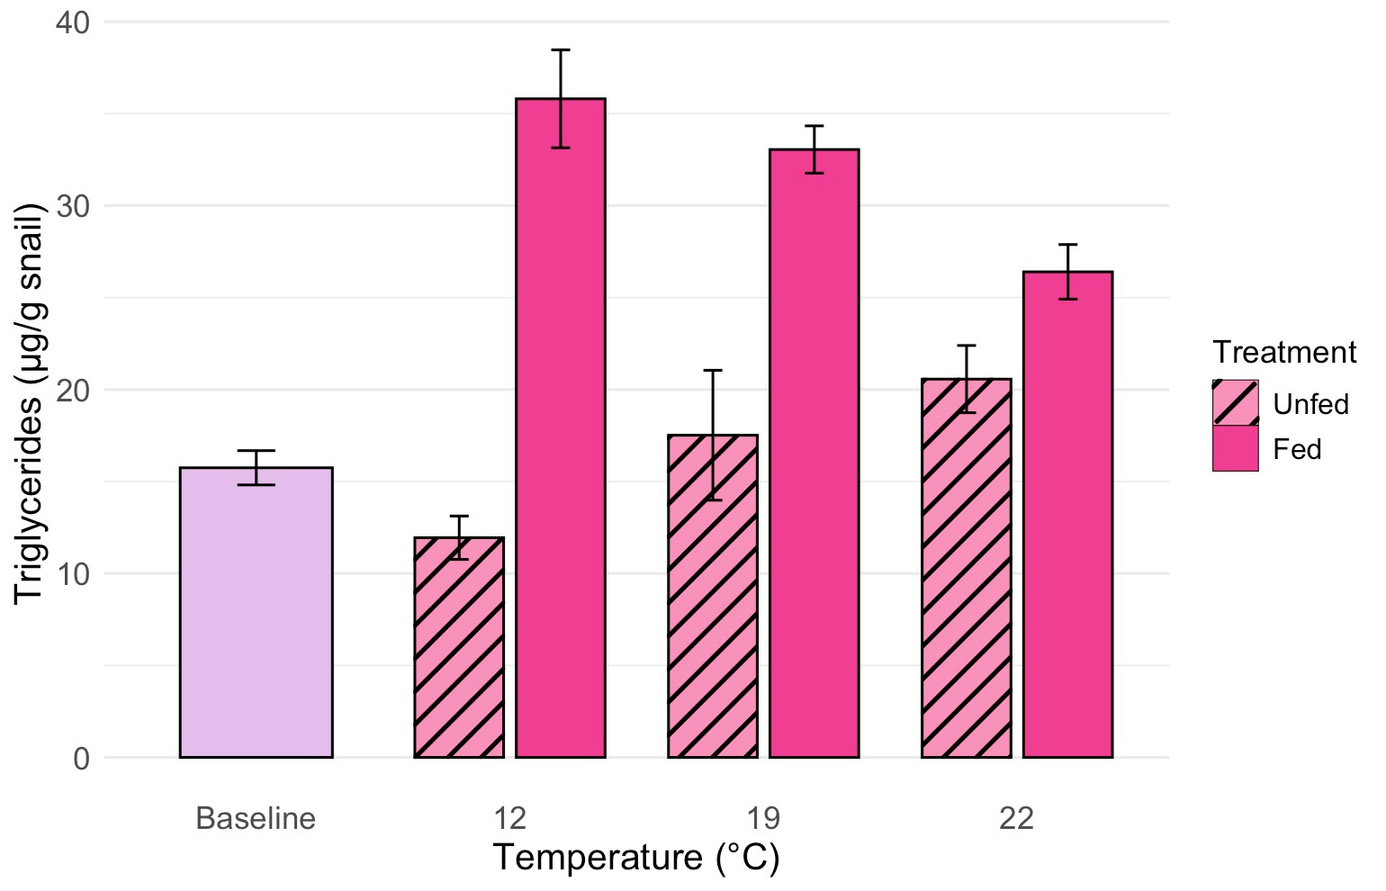 Triglycerides (μg/g snail)
40
30
20
10
0
Baseline
12
19
22
Temperature (°C)
Treatment
Unfed
Fed